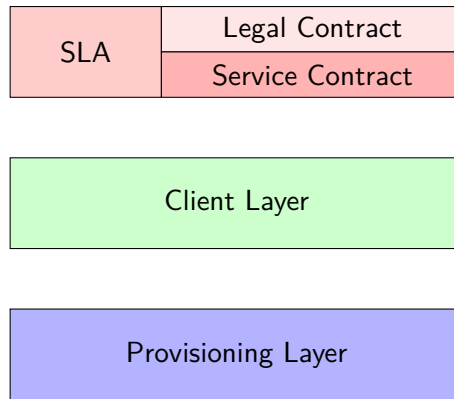 SLA
Legal Contract
Service Contract
Client Layer
Provisioning Layer